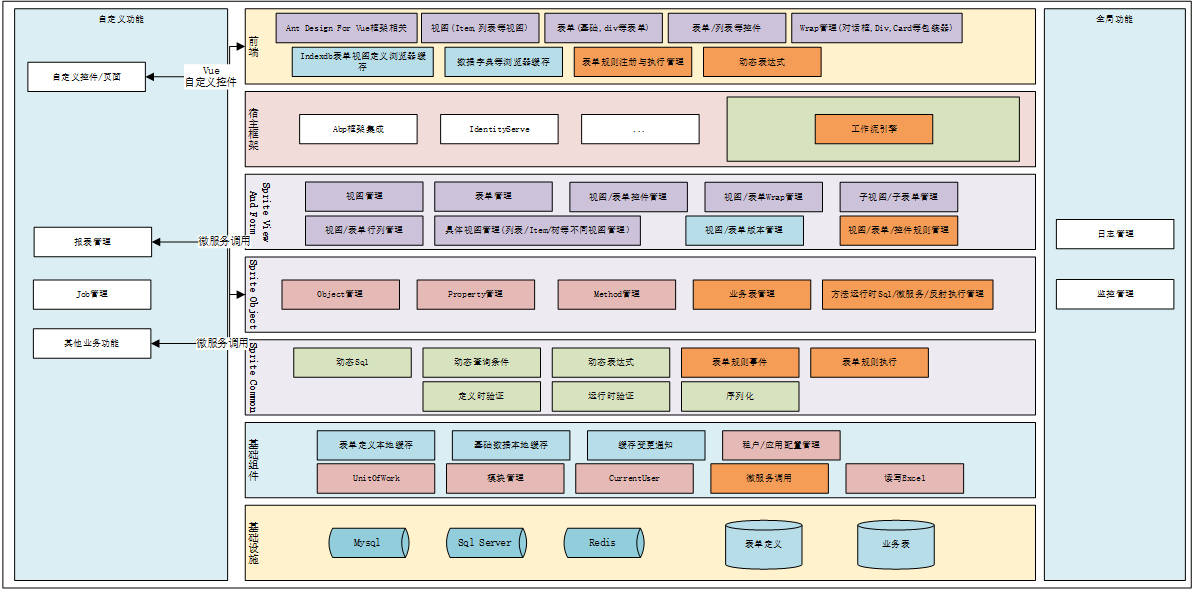 自定义功能
自定义控件/页面
Vue
自定义控件
报表管理
微服务调用
Job管理
其他业务功能
微服务调用
前端
Ant Design For Vue框架相关
视图(Item,列表等视图)
表单(基础,div等表单)
表单/列表等控件
Wrap管理(对话框,Div,Card等包装器)
Indexdb表单视图定义浏览器缓
存
数据字典等浏览器缓存
表单规则注册与执行管理
动态表达式
宿主框架
Abp框架集成
IdentityServe
...
工作流引擎
Sprite View
And Form
视图管理
表单管理
视图/表单控件管理
视图/表单Wrap管理
子视图/子表单管理
视图/表单行列管理
具体视图管理(列表/Item/树等不同视图管理)
视图/表单版本管理
视图/表单/控件规则管理
Sprite Object
Object管理
Property管理
Method管理
业务表管理
方法运行时Sql/微服务/反射执行管理
Sprite Common
动态Sql
动态查询条件
动态表达式
表单规则事件
表单规则执行
定义时验证
运行时验证
序列化
基础组件
表单定义本地缓存
基础数据本地缓存
缓存变更通知
租户/应用配置管理
UnitOfWork
模块管理
CurrentUser
微服务调用
读写Excel
基础设施
Mysql
Sql Server
Redis
表单定义
业务表
全局功能
日志管理
监控管理